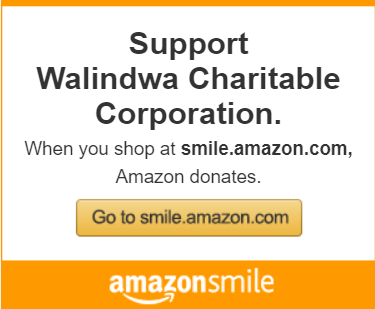 Support
Walindwa Charitable
Corporation.
When you shop at smile.amazon.com,
Amazon donates.
Go to smile.amazon.com
amazonsmile